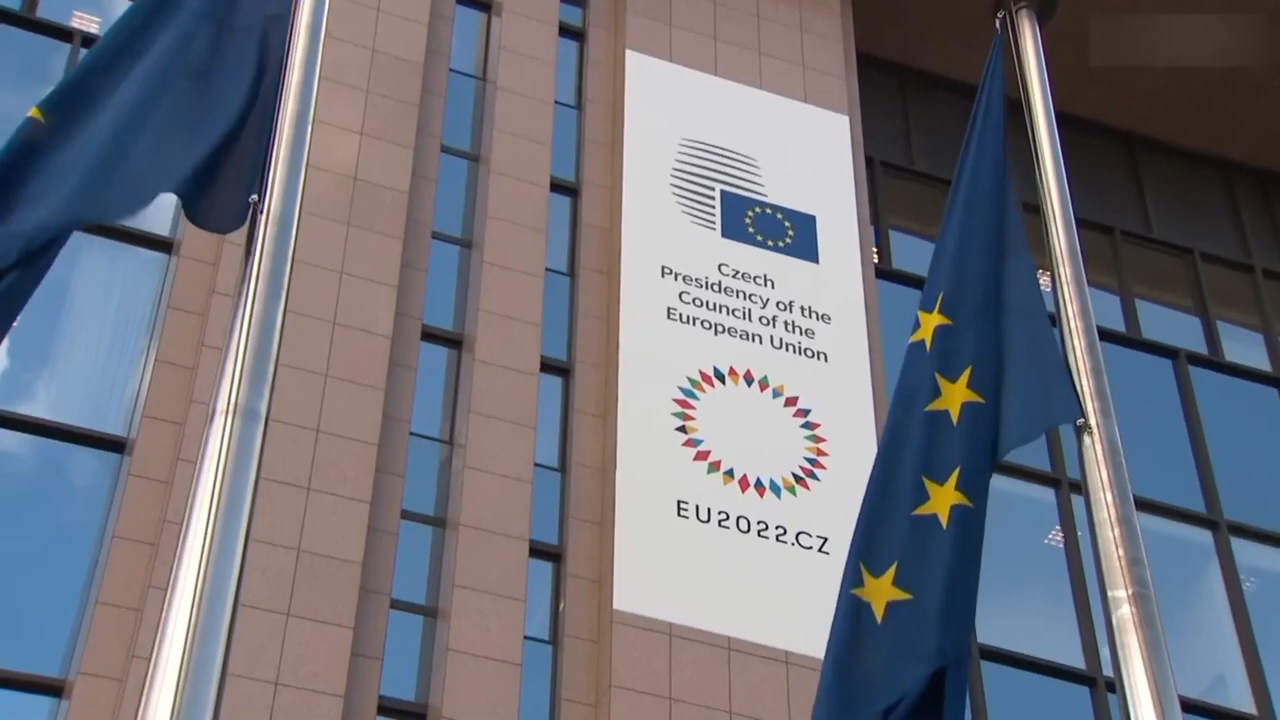 Czech
Presidency of the
Council of the
European Union
EU2022.CZ